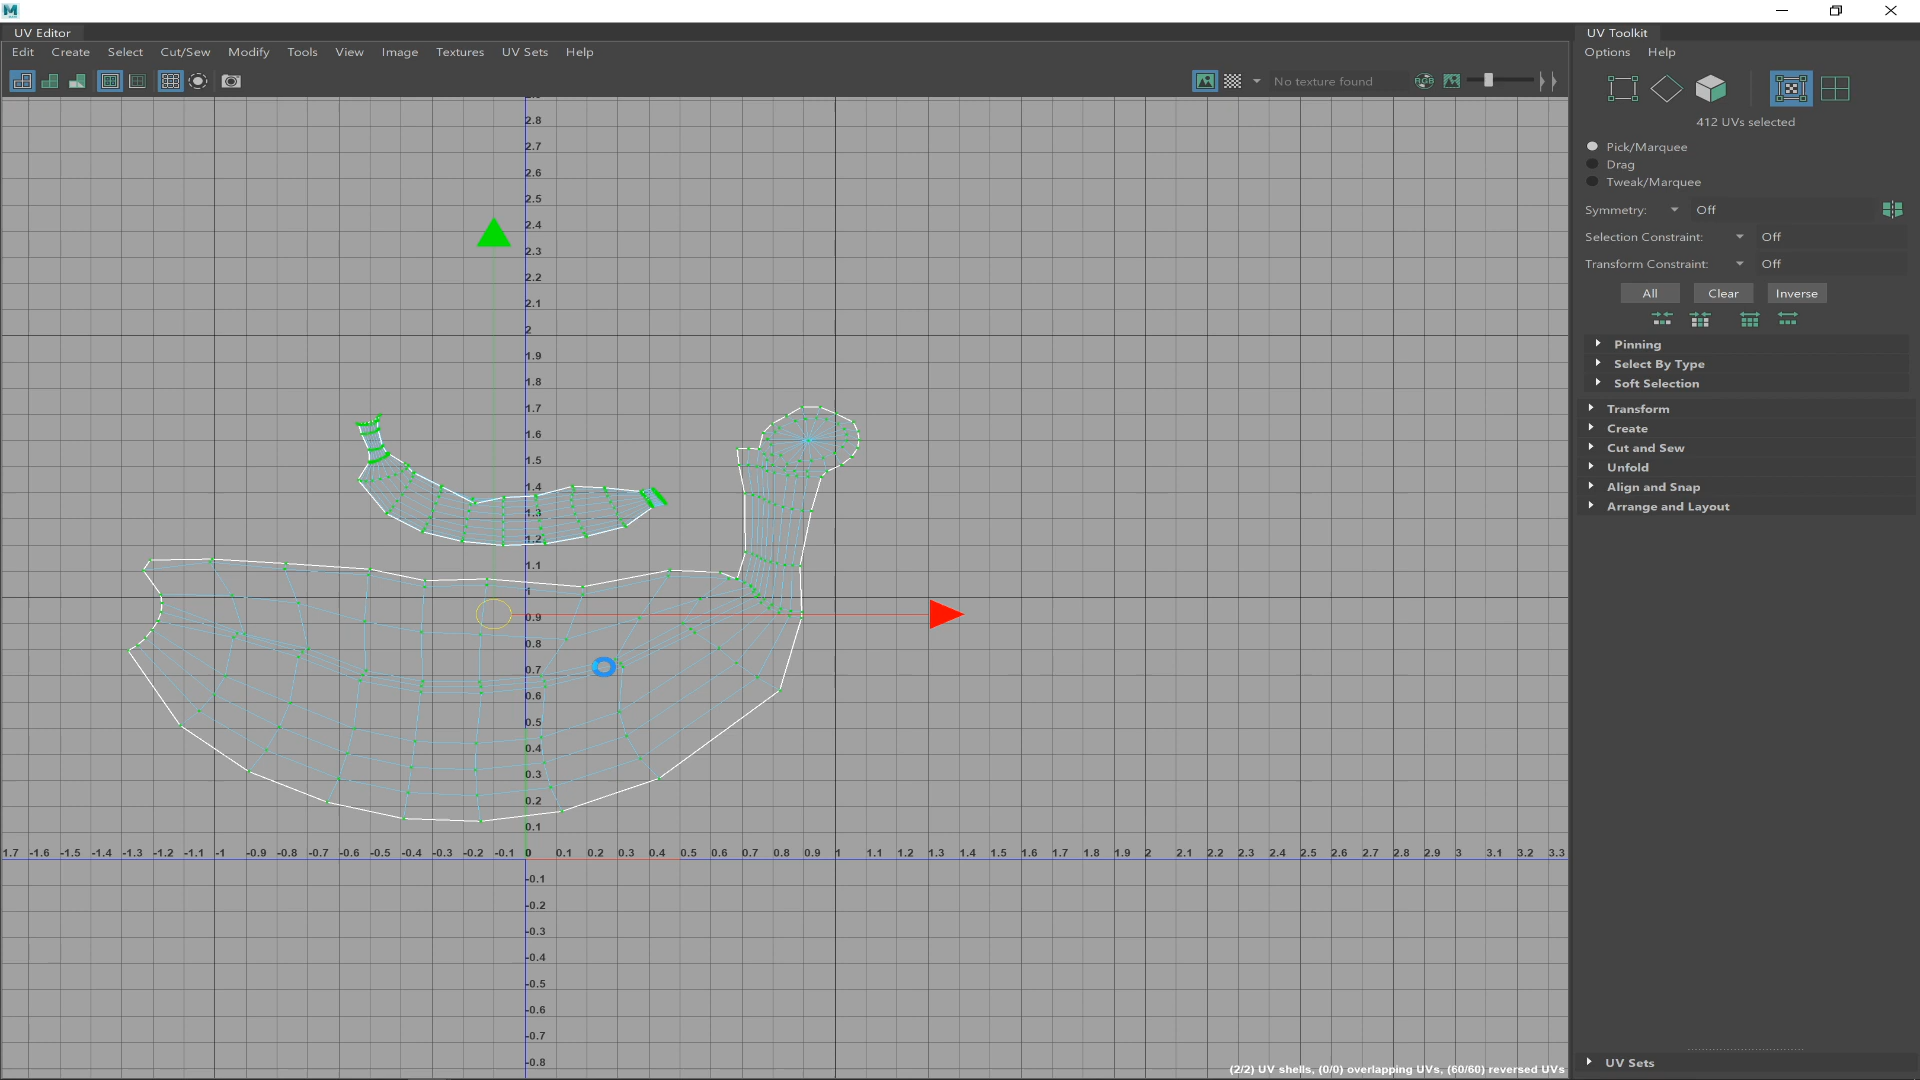 M
UV Editor
UV Toolkit
Edit Create Select Cut/Sew Modify Tools View Image Textures UV Sets Help
Options Help
No texture found
RGB
412 UVs selected
Pick/Marquee
Drag
Tweak/Marquee
Symmetry: Off
Selection Constraint: Off
Transform Constraint: Off
All Clear Inverse
Pinning
Select By Type
Soft Selection
Transform
Create
Cut and Sew
Unfold
Align and Snap
Arrange and Layout
2.8
2.7
2.6
2.5
2.4
2.3
2.2
2.1
2
1.9
1.8
1.7
1.6
1.5
1.4
1.3
1.2
1.1
1
0.9
0.8
0.7
0.6
0.5
0.4
0.3
0.2
0.1
1.7 -1.6 -1.5 -1.4 -1.3 -1.2 -1.1 -1 -0.9 -0.8 -0.7 -0.6 -0.5 -0.4 -0.3 -0.2 -0.1 0 0.1 0.2 0.3 0.4 0.5 0.6 0.7 0.8 0.9 1 1.1 1.2 1.3 1.4 1.5 1.6 1.7 1.8 1.9 2 2.1 2.2 2.3 2.4 2.5 2.6 2.7 2.8 2.9 3 3.1 3.2 3.3
-0.1
-0.2
-0.3
-0.4
-0.5
-0.6
-0.7
-0.8
(2/2) UV shells, (0/0) overlapping UVs, (60/60) reversed UVs
UV Sets